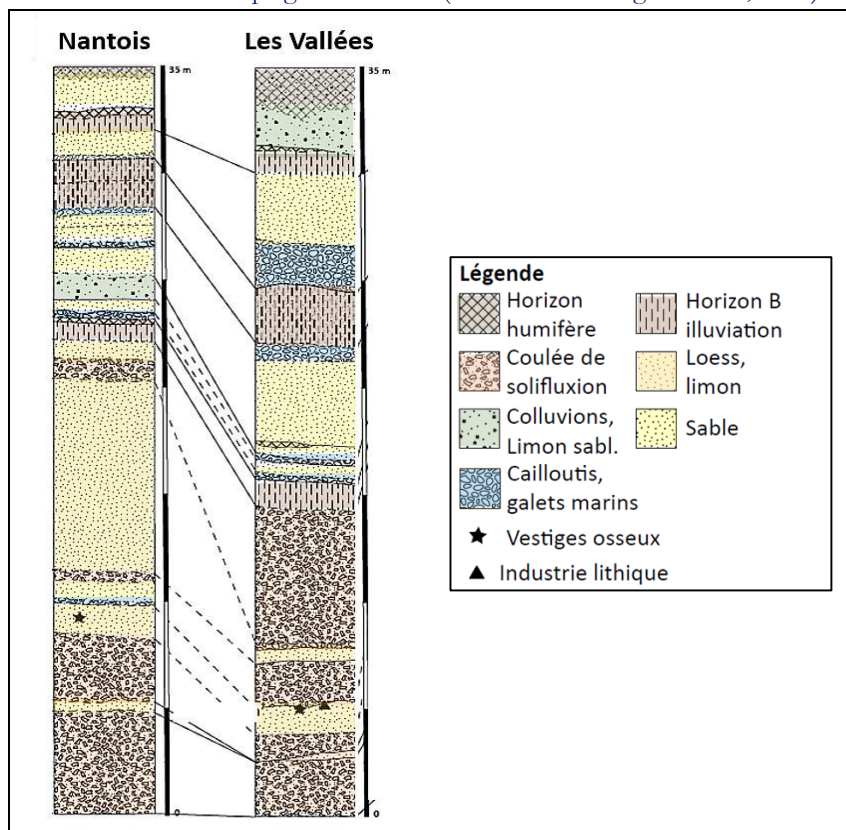 Nantois
Les Vallées
35 m
35 m
0
0
Légende
Horizon
humifère
Horizon B
illuviation
Coulée de
solifluxion
Loess,
limon
Colluvions,
Limon sabl.
Sable
Cailloutis,
galets marins
Vestiges osseux
Industrie lithique